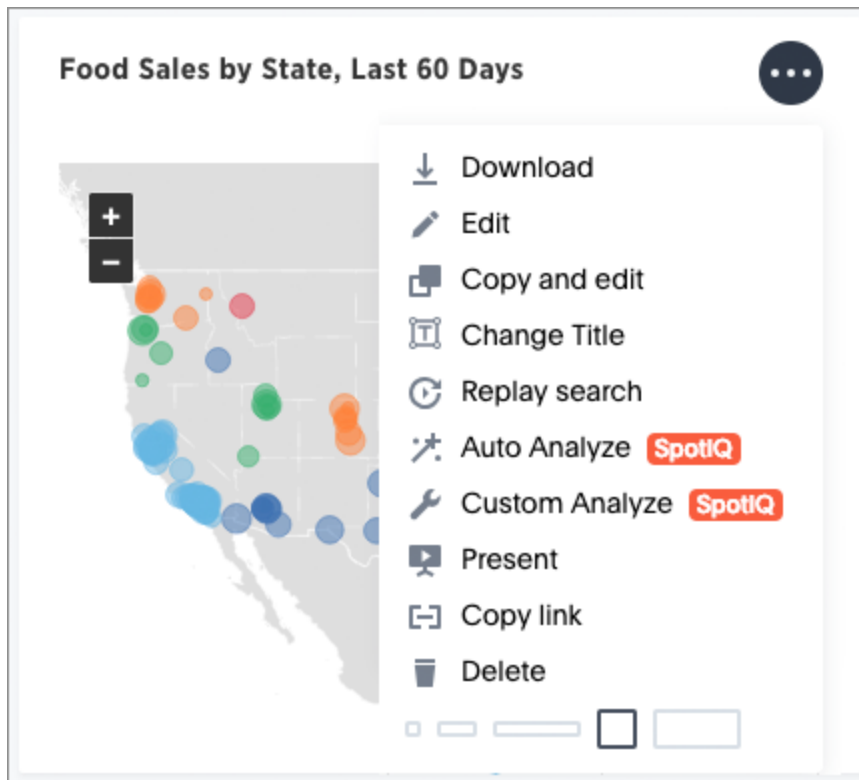 Food Sales by State, Last 60 Days
Download
Edit
Copy and edit
Change Title
Replay search
Auto Analyze SpotIQ
Custom Analyze SpotIQ
Present
Copy link
Delete